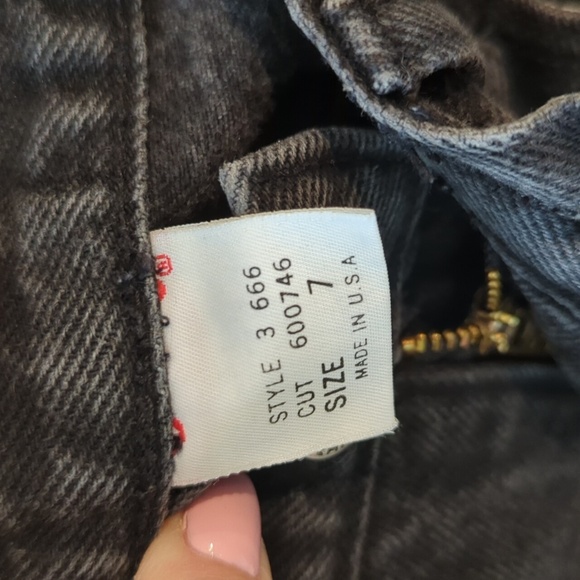 STYLE 3 666
CUT 600746
SIZE 7
MADE IN U.S.A